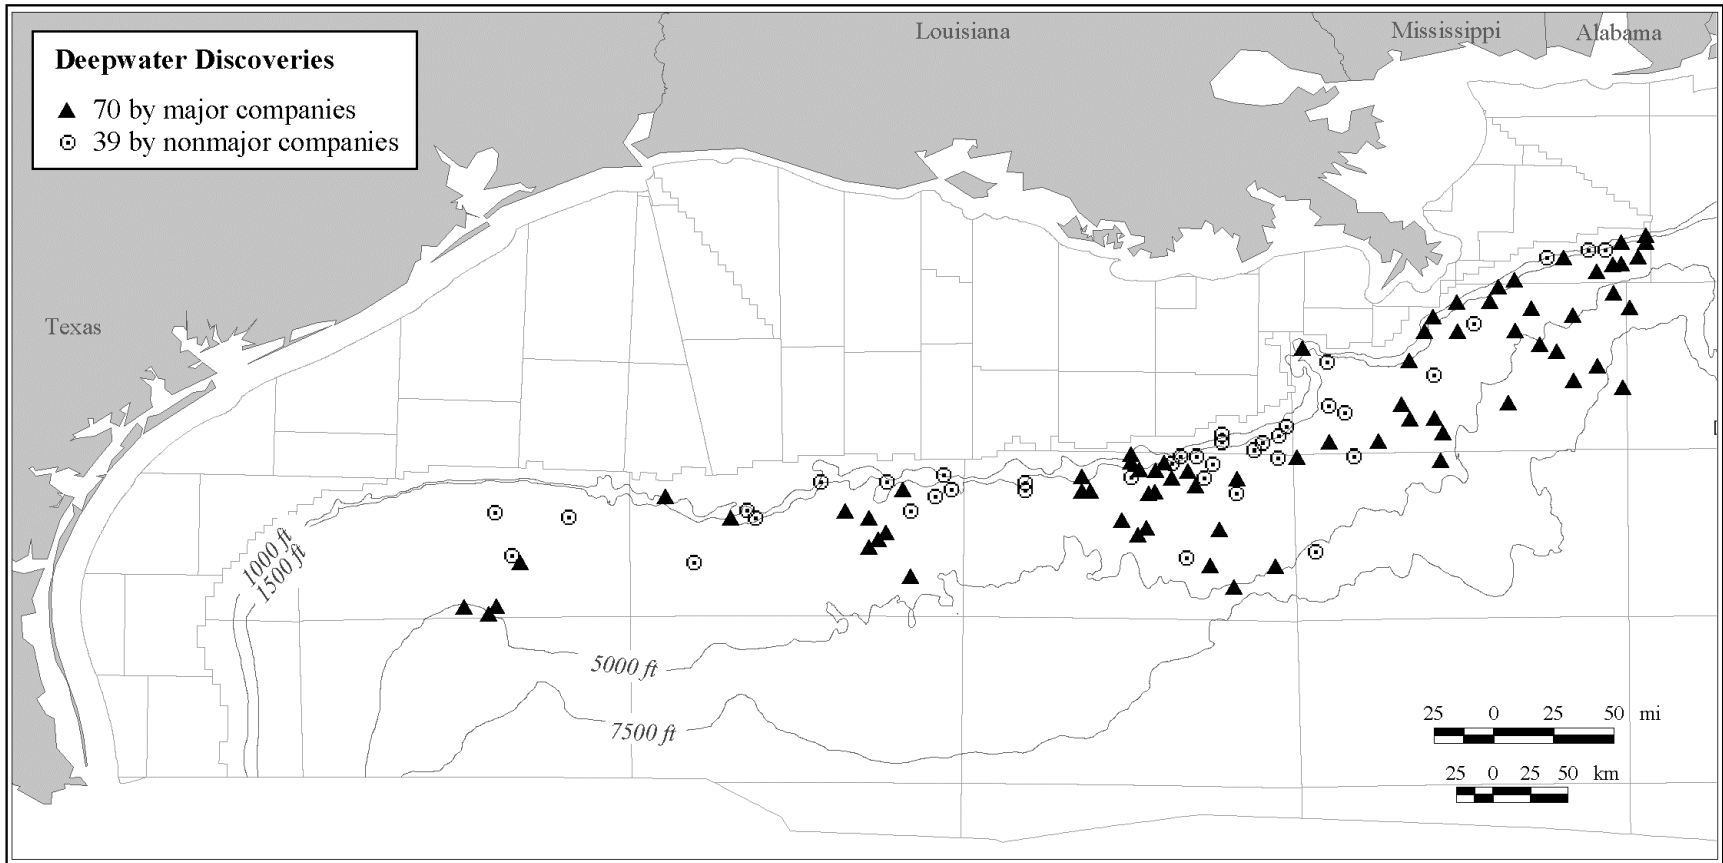 Louisiana
Mississippi
Alabama
Deepwater Discoveries
70 by major companies
39 by nonmajor companies
Texas
1000 ft
1500 ft
5000 ft
7500 ft
25 0 25 50 mi
25 0 25 50 km